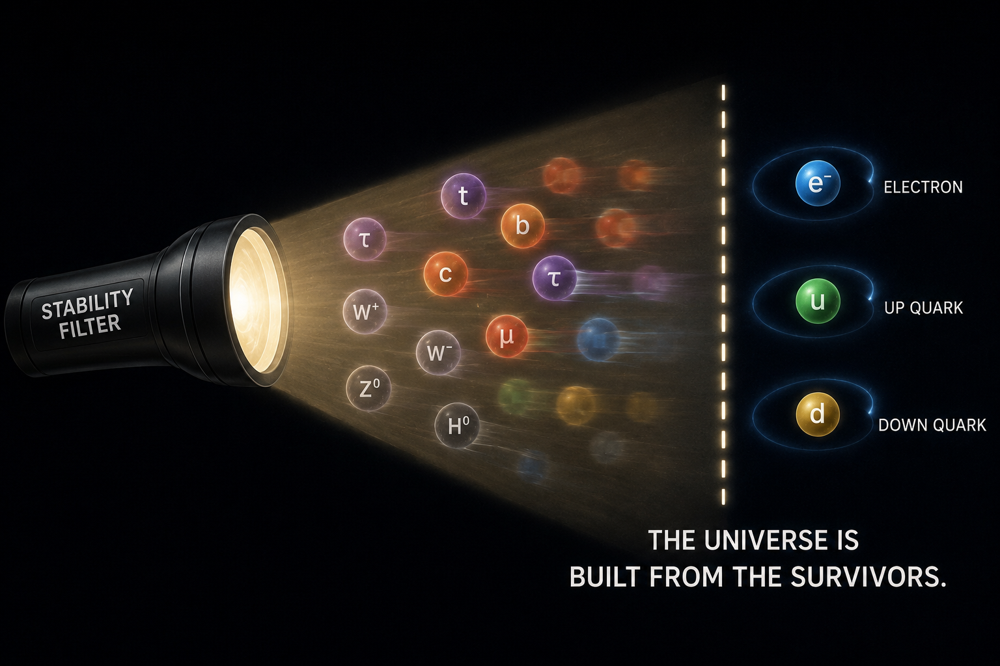 STABILITY
FILTER
t
τ
b
c
τ
W⁺
W⁻
μ
Z⁰
H⁰
e⁻
ELECTRON
u
UP QUARK
d
DOWN QUARK
THE UNIVERSE IS
BUILT FROM THE SURVIVORS.